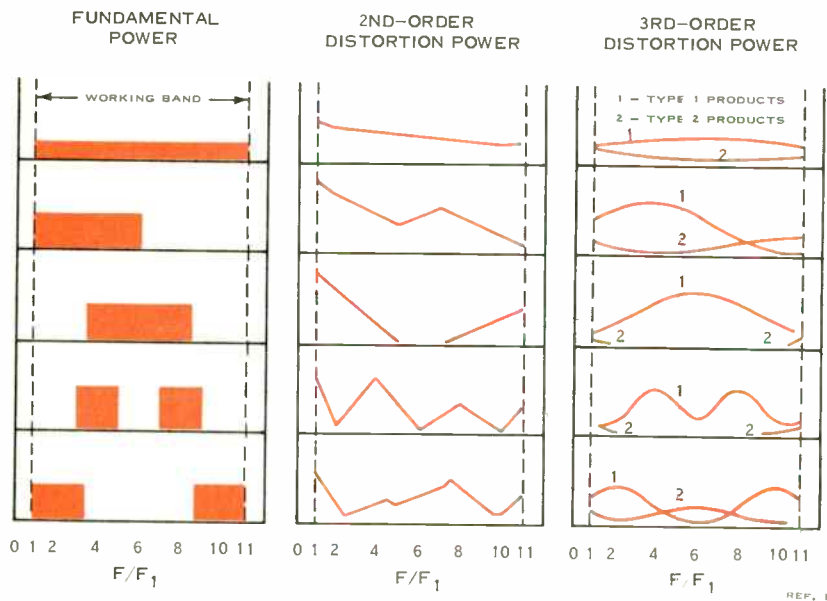 FUNDAMENTAL
POWER
2ND-ORDER
DISTORTION POWER
3RD-ORDER
DISTORTION POWER
WORKING BAND
1 - TYPE 1 PRODUCTS
2 - TYPE 2 PRODUCTS
1
2
1
2
1
2
2
1
2
2
1
2
0 1 2 4 6 8 10 11
F/F1
0 1 2 4 6 8 10 11
F/F1
0 1 2 4 6 8 10 11
F/F1
REF.